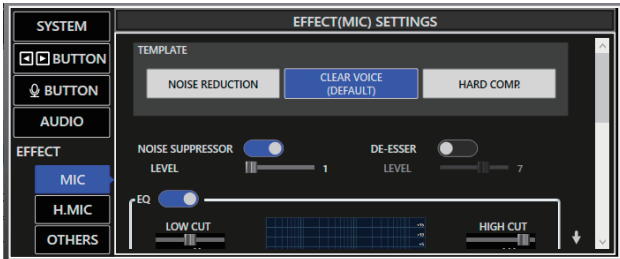 EFFECT(MIC) SETTINGS
SYSTEM
BUTTON
BUTTON
AUDIO
EFFECT
MIC
H.MIC
OTHERS
TEMPLATE
NOISE REDUCTION
CLEAR VOICE
(DEFAULT)
HARD COMP.
NOISE SUPPRESSOR
LEVEL
1
DE-ESSER
LEVEL
7
EQ
LOW CUT
HIGH CUT